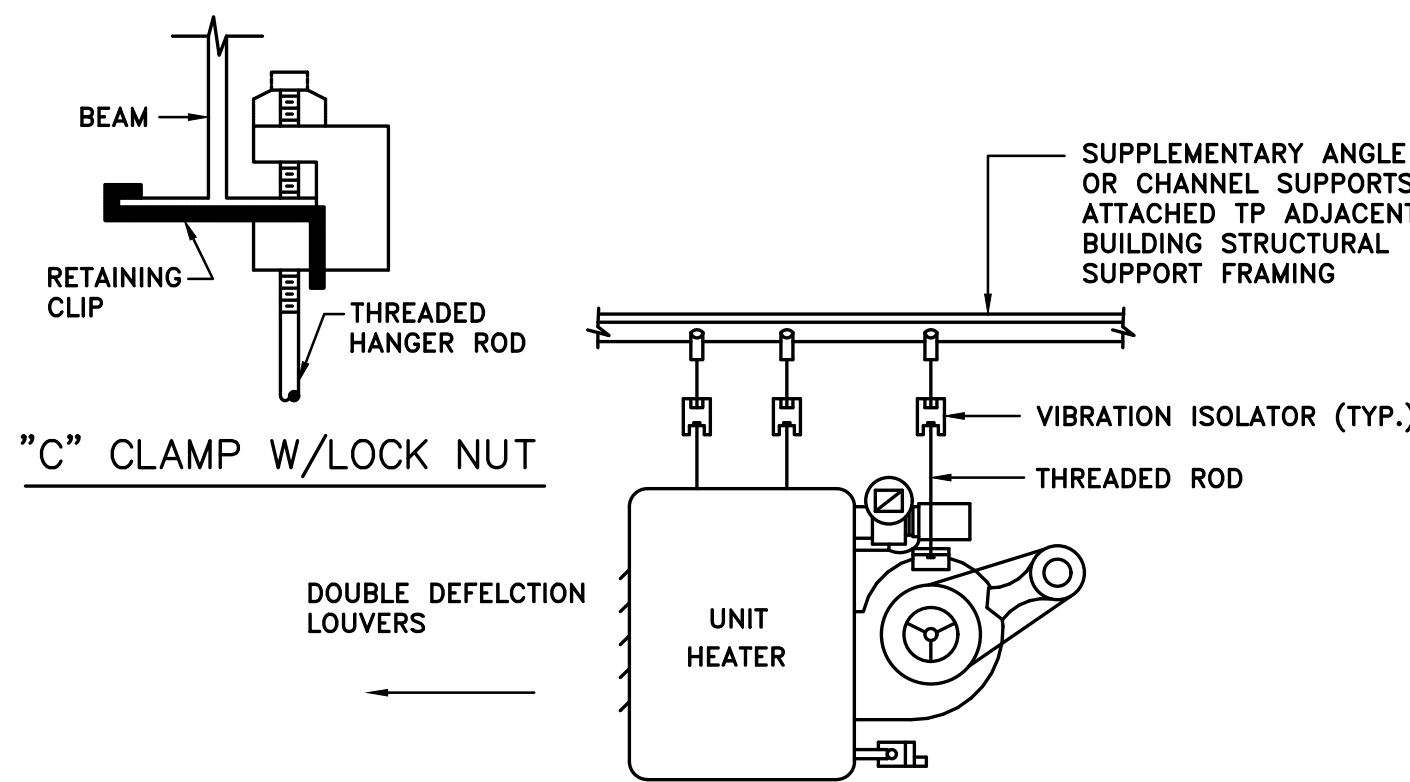 BEAM
RETAINING
CLIP
THREADED
HANGER ROD
"C" CLAMP W/LOCK NUT
SUPPLEMENTARY ANGLE
OR CHANNEL SUPPORTS
ATTACHED TP ADJACENT
BUILDING STRUCTURAL
SUPPORT FRAMING
VIBRATION ISOLATOR (TYP.)
THREADED ROD
DOUBLE DEFELCTION
LOUVERS
UNIT
HEATER